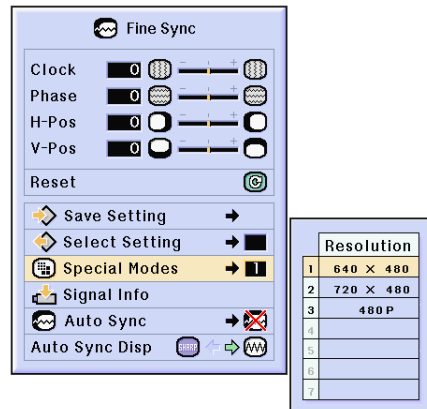 Fine Sync
Clock 0 − +
Phase 0 − +
H-Pos 0 − +
V-Pos 0 − +
Reset
Save Setting
Select Setting
Special Modes 1
Signal Info
Auto Sync
Auto Sync Disp SHARP
Resolution
1 640 × 480
2 720 × 480
3 480P
4
5
6
7